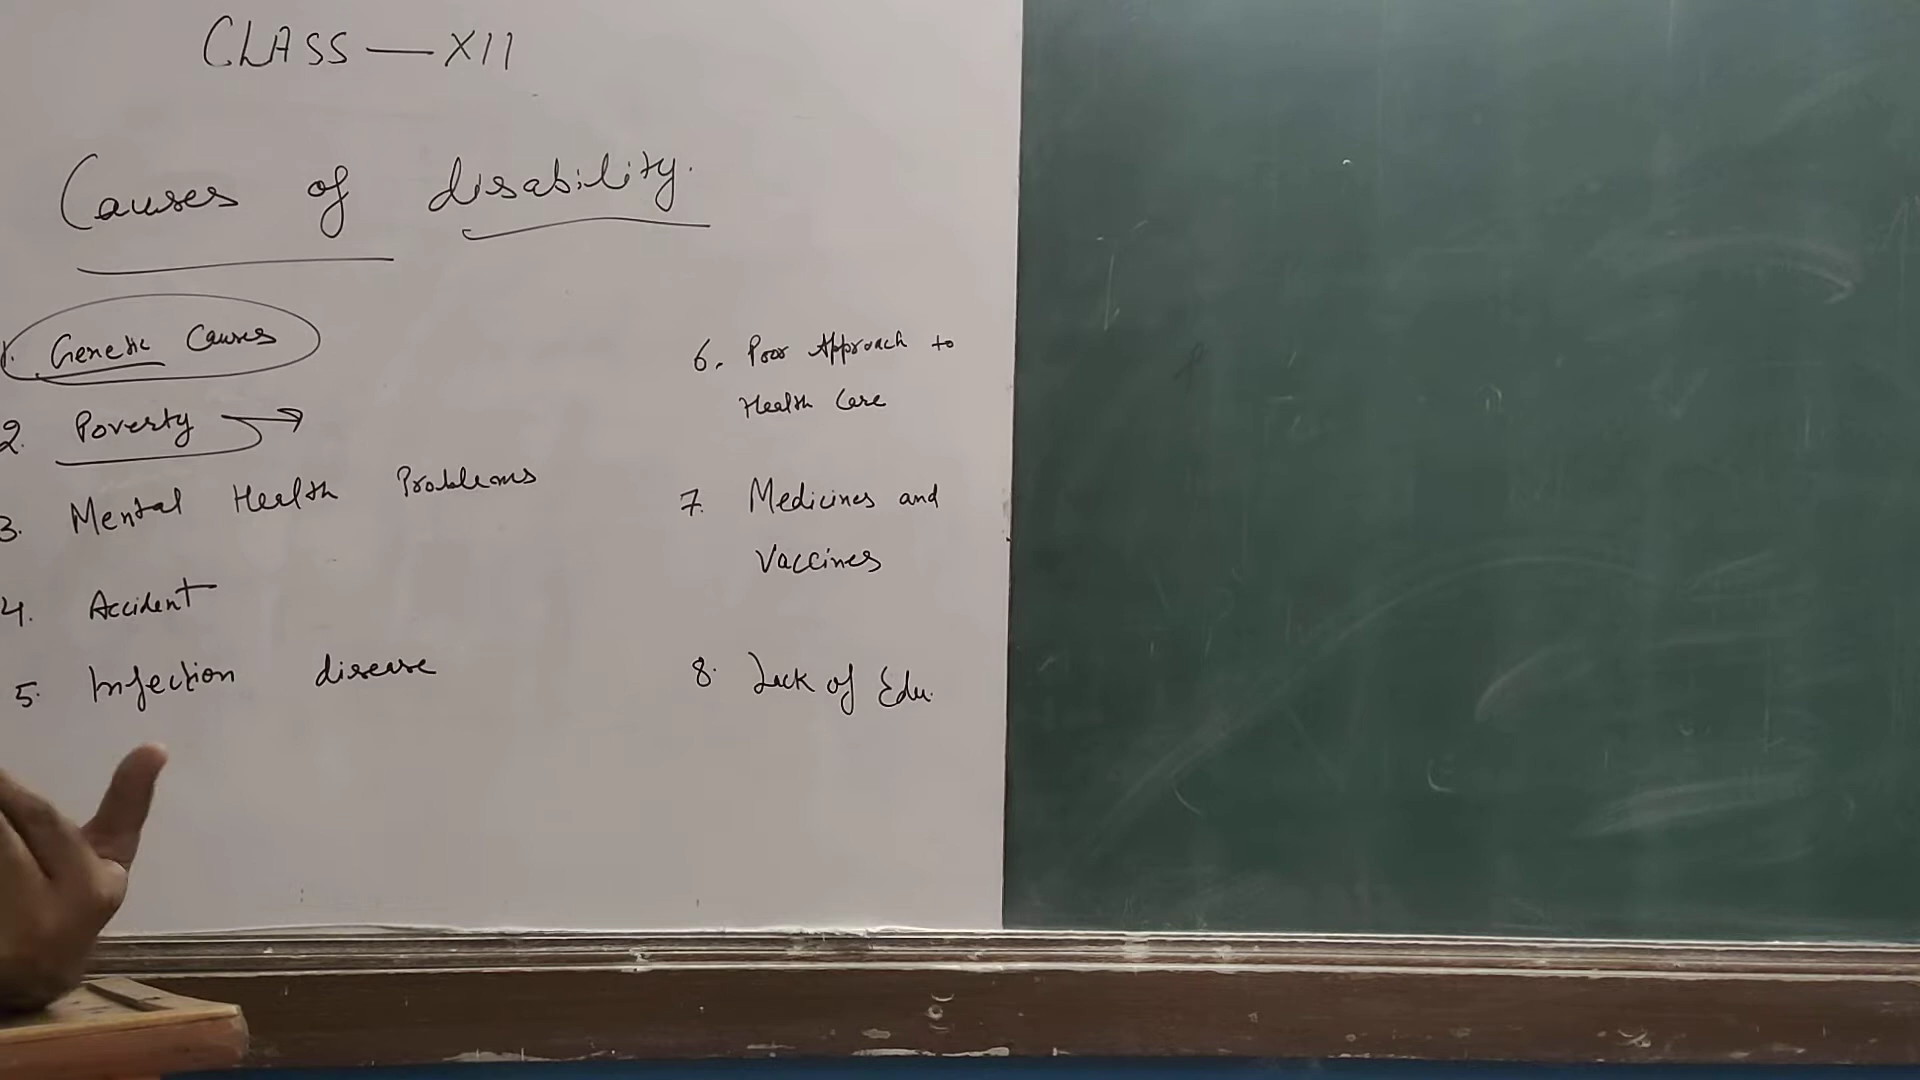 CLASS — XII
Causes of disability.
1. Genetic Causes
2. Poverty →
3. Mental Health Problems
4. Accident
5. Infection disease
6. Poor Approach to
Health Care
7. Medicines and
Vaccines
8. Lack of Edu.